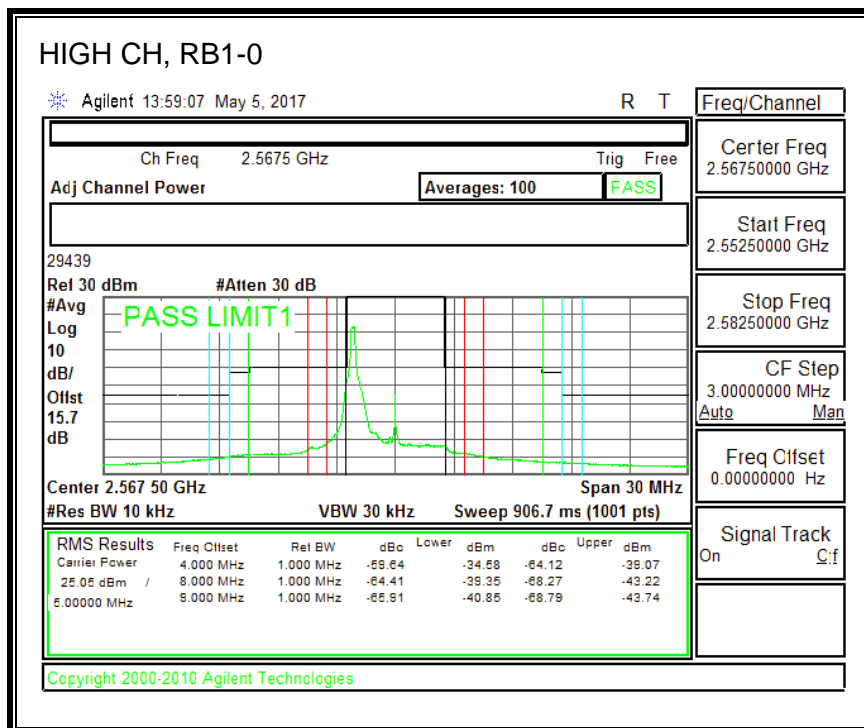 HIGH CH, RB1-0
Agilent 13:59:07 May 5, 2017 R T
Freq/Channel
Ch Freq 2.5675 GHz Trig Free
Adj Channel Power Averages: 100 PASS
Center Freq
2.56750000 GHz
Start Freq
2.55250000 GHz
29439
Ref 30 dBm #Atten 30 dB
#Avg
Log
10
dB/
Offst
15.7
dB
PASS LIMIT1
Stop Freq
2.58250000 GHz
CF Step
3.00000000 MHz
Auto Man
Freq Offset
0.00000000 Hz
Center 2.567 50 GHz Span 30 MHz
#Res BW 10 kHz VBW 30 kHz Sweep 906.7 ms (1001 pts)
Signal Track
On Off
RMS Results Freq Offset Ref BW dBc Lower dBm dBc Upper dBm
Carrier Power 4.000 MHz 1.000 MHz -59.64 -34.58 -64.12 -39.07
25.05 dBm / 8.000 MHz 1.000 MHz -64.41 -39.35 -68.27 -43.22
5.00000 MHz 9.000 MHz 1.000 MHz -65.91 -40.85 -68.79 -43.74
Copyright 2000-2010 Agilent Technologies